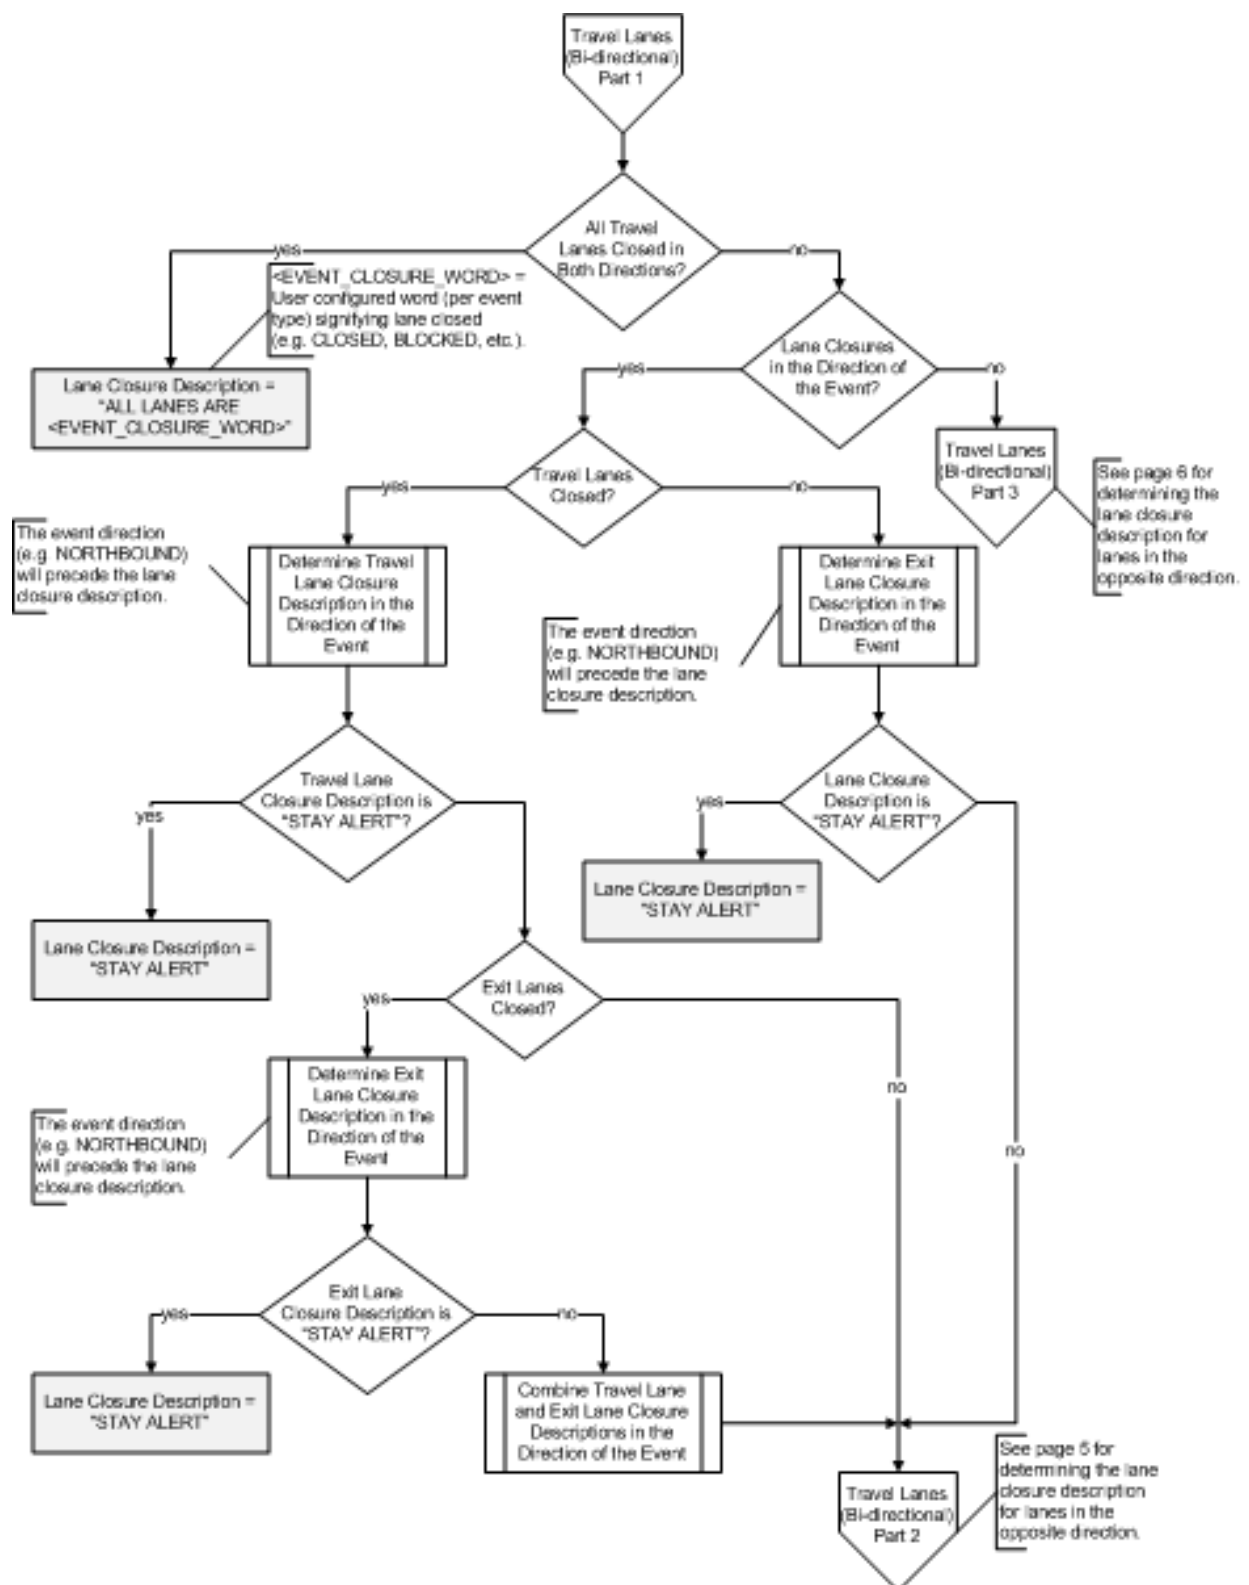 Travel Lanes
(Bi-directional)
Part 1
All Travel
Lanes Closed in
Both Directions?
yes
no
<EVENT_CLOSURE_WORD> =
User configured word (per event
type) signifying lane closed
(e.g. CLOSED, BLOCKED, etc.).
Lane Closure Description =
"ALL LANES ARE
<EVENT_CLOSURE_WORD>"
Lane Closures
in the Direction of
the Event?
yes
no
Travel Lanes
(Bi-directional)
Part 3
See page 6 for
determining the
lane closure
description for
lanes in the
opposite direction.
Travel Lanes
Closed?
yes
no
The event direction
(e.g. NORTHBOUND)
will precede the lane
closure description.
Determine Travel
Lane Closure
Description in the
Direction of the
Event
The event direction
(e.g. NORTHBOUND)
will precede the lane
closure description.
Determine Exit
Lane Closure
Description in the
Direction of the
Event
Travel Lane
Closure Description is
"STAY ALERT"?
yes
Lane Closure
Description is
"STAY ALERT"?
yes
Lane Closure Description =
"STAY ALERT"
Lane Closure Description =
"STAY ALERT"
Exit Lanes
Closed?
yes
no
no
Determine Exit
Lane Closure
Description in the
Direction of the
Event
The event direction
(e.g. NORTHBOUND)
will precede the lane
closure description.
Exit Lane
Closure Description is
"STAY ALERT"?
yes
no
Lane Closure Description =
"STAY ALERT"
Combine Travel Lane
and Exit Lane Closure
Descriptions in the
Direction of the Event
Travel Lanes
(Bi-directional)
Part 2
See page 5 for
determining the lane
closure description
for lanes in the
opposite direction.